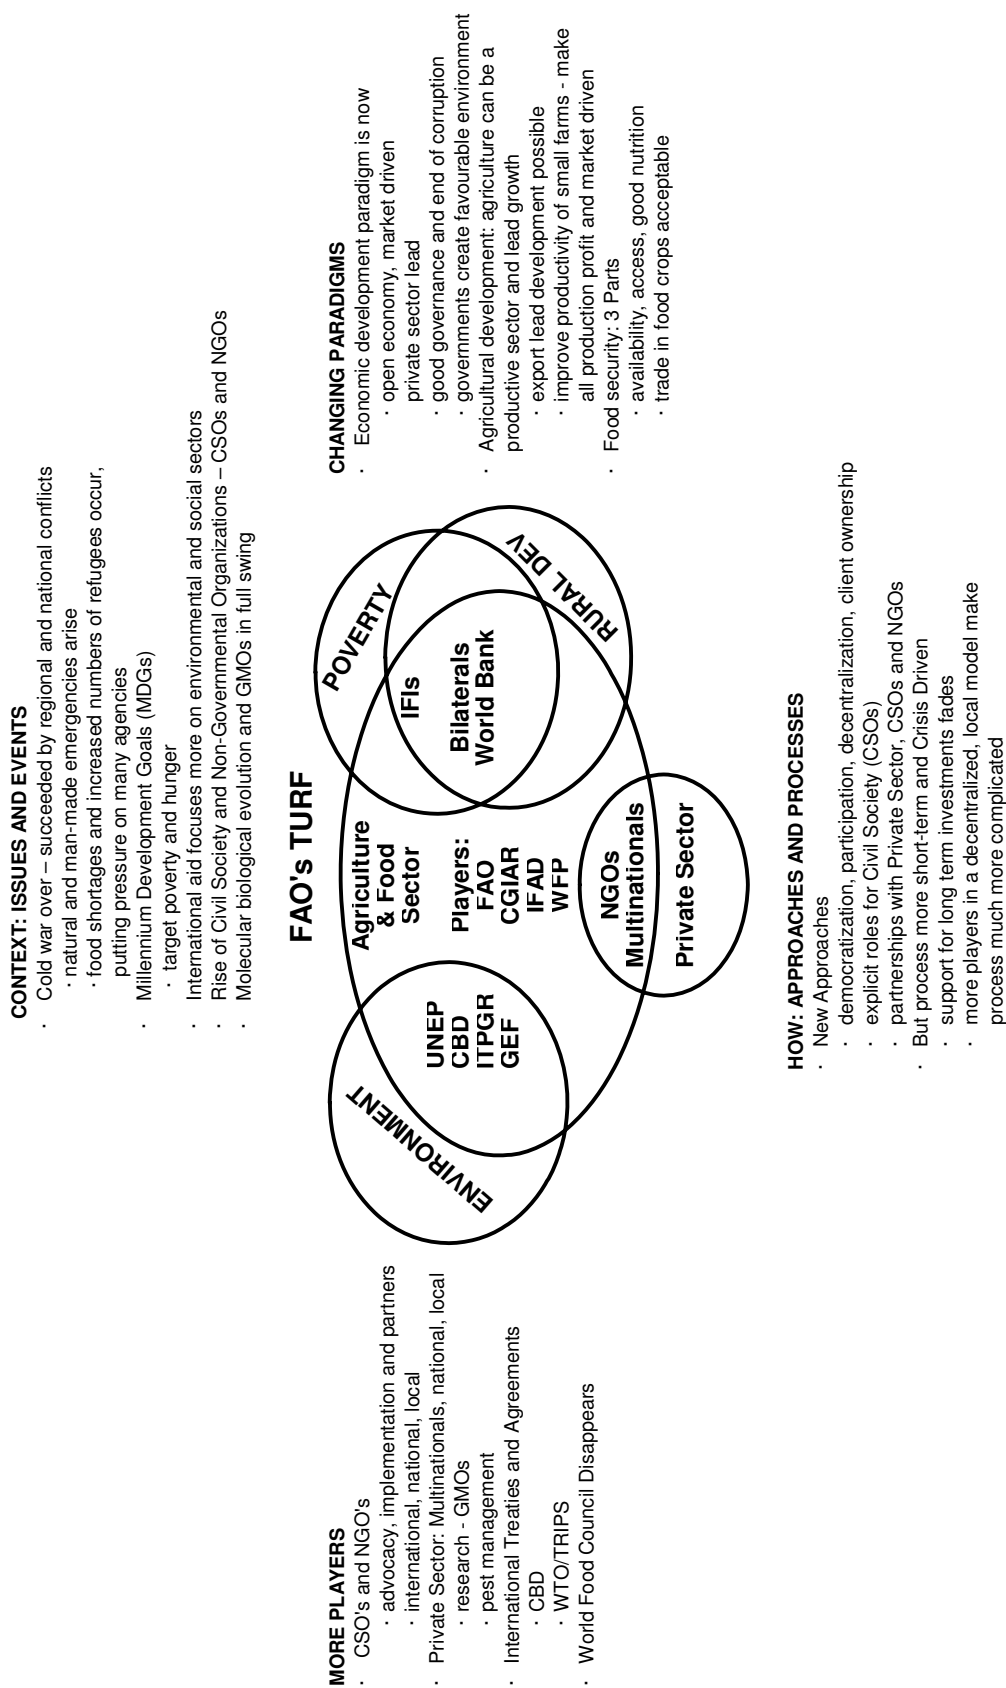 CONTEXT: ISSUES AND EVENTS
· Cold war over – succeeded by regional and national conflicts
· natural and man-made emergencies arise
· food shortages and increased numbers of refugees occur,
putting pressure on many agencies
· Millennium Development Goals (MDGs)
· target poverty and hunger
· International aid focuses more on environmental and social sectors
· Rise of Civil Society and Non-Governmental Organizations – CSOs and NGOs
· Molecular biological evolution and GMOs in full swing
MORE PLAYERS
· CSO's and NGO's
· advocacy, implementation and partners
· international, national, local
· Private Sector: Multinationals, national, local
· research - GMOs
· pest management
· International Treaties and Agreements
· CBD
· WTO/TRIPS
· World Food Council Disappears
FAO's TURF
ENVIRONMENT
UNEP
CBD
ITPGR
GEF
Agriculture
& Food
Sector
Players:
FAO
CGIAR
IFAD
WFP
NGOs
Multinationals
Private Sector
POVERTY
IFIs
Bilaterals
World Bank
RURAL DEV
CHANGING PARADIGMS
· Economic development paradigm is now
· open economy, market driven
private sector lead
· good governance and end of corruption
· governments create favourable environment
· Agricultural development: agriculture can be a
productive sector and lead growth
· export lead development possible
· improve productivity of small farms - make
all production profit and market driven
· Food security: 3 Parts
· availability, access, good nutrition
· trade in food crops acceptable
HOW: APPROACHES AND PROCESSES
· New Approaches
· democratization, participation, decentralization, client ownership
· explicit roles for Civil Society (CSOs)
· partnerships with Private Sector, CSOs and NGOs
· But process more short-term and Crisis Driven
· support for long term investments fades
· more players in a decentralized, local model make
process much more complicated